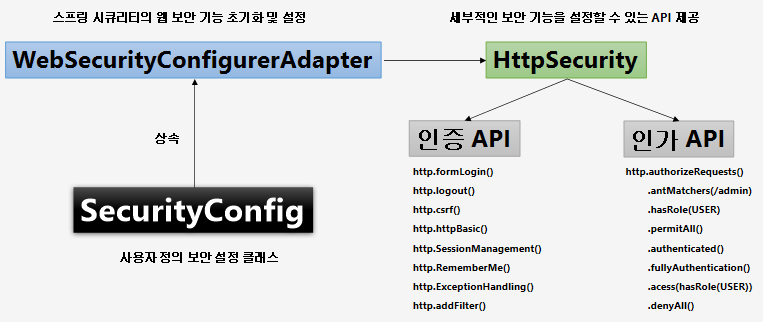 스프링 시큐리티의 웹 보안 기능 초기화 및 설정
세부적인 보안 기능을 설정할 수 있는 API 제공
WebSecurityConfigurerAdapter
HttpSecurity
상속
인증 API
인가 API
SecurityConfig
사용자 정의 보안 설정 클래스
http.formLogin()
http.logout()
http.csrf()
http.httpBasic()
http.SessionManagement()
http.RememberMe()
http.ExceptionHandling()
http.addFilter()
http.authorizeRequests()
.antMatchers(/admin)
.hasRole(USER)
.permitAll()
.authenticated()
.fullyAuthentication()
.acess(hasRole(USER))
.denyAll()